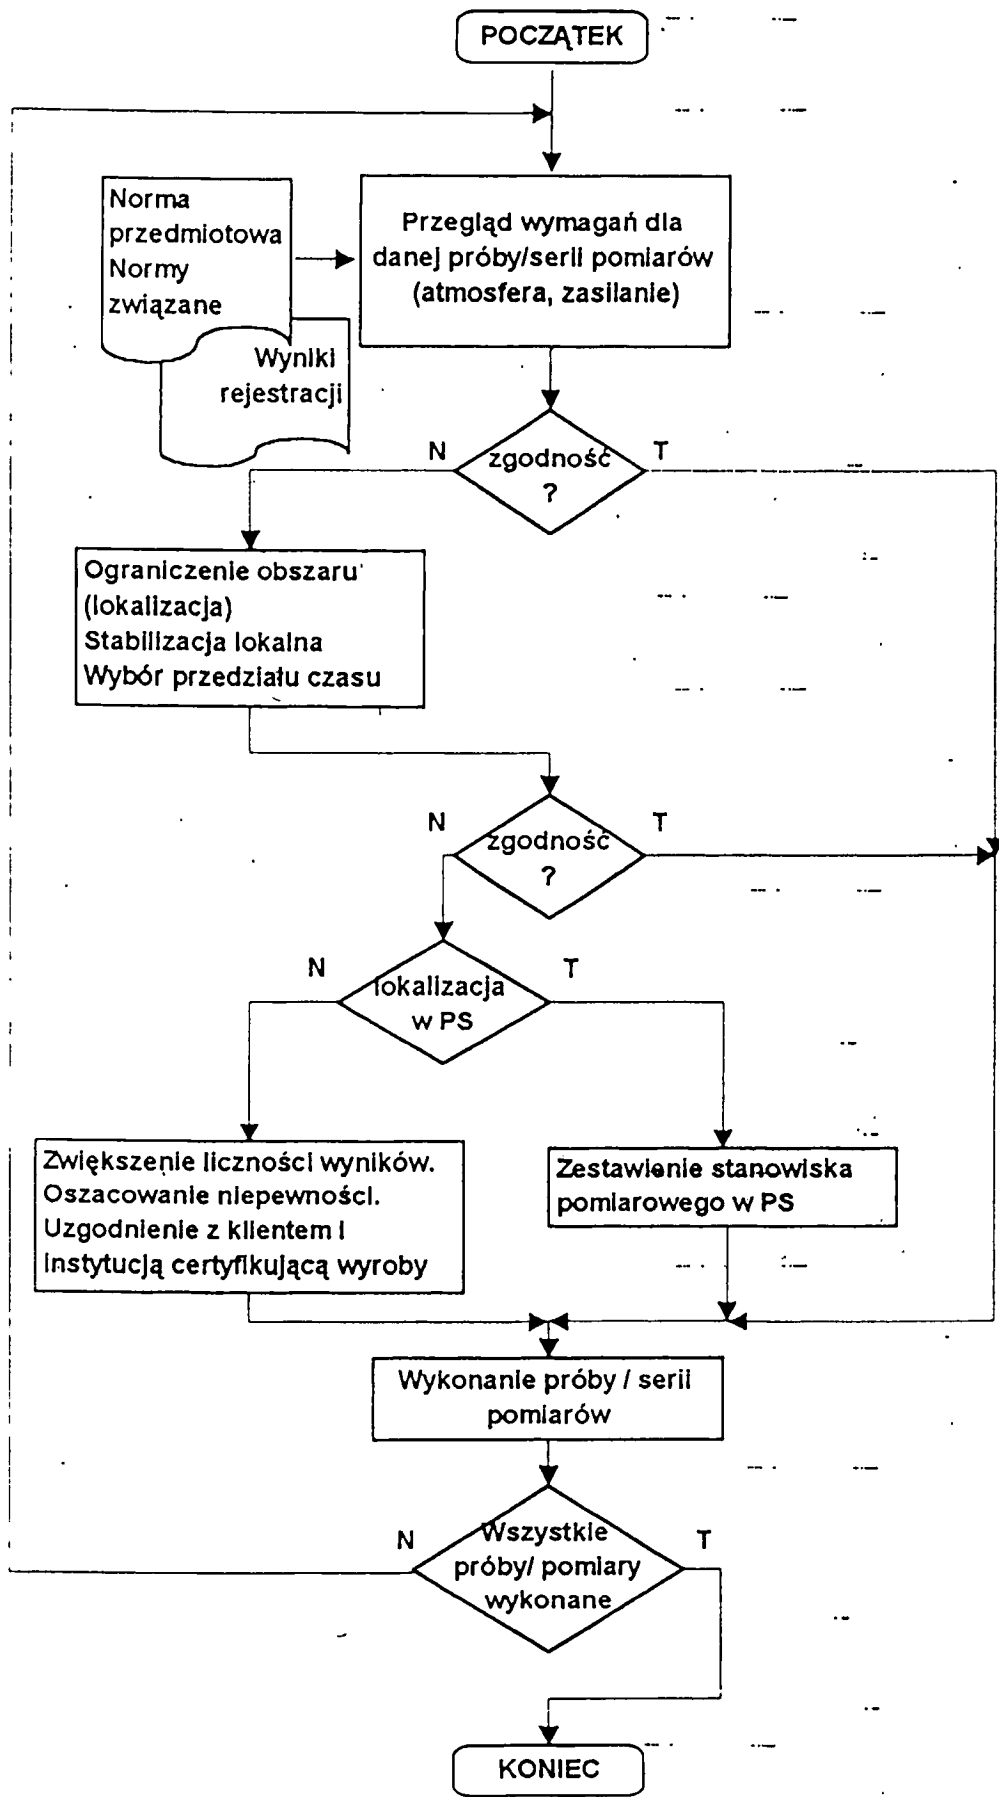 POCZĄTEK
Norma
przedmiotowa
Normy
związane
Wyniki
rejestracji
Przegląd wymagań dla
danej próby/serii pomiarów
(atmosfera, zasilanie)
N
zgodność
?
T
Ograniczenie obszaru
(lokalizacja)
Stabilizacja lokalna
Wybór przedziału czasu
N
zgodność
?
T
N
lokalizacja
w PS
T
Zwiększenie liczności wyników.
Oszacowanie niepewności.
Uzgodnienie z klientem i
instytucją certyfikującą wyroby
Zestawienie stanowiska
pomiarowego w PS
Wykonanie próby / serii
pomiarów
N
Wszystkie
próby/ pomiary
wykonane
T
KONIEC